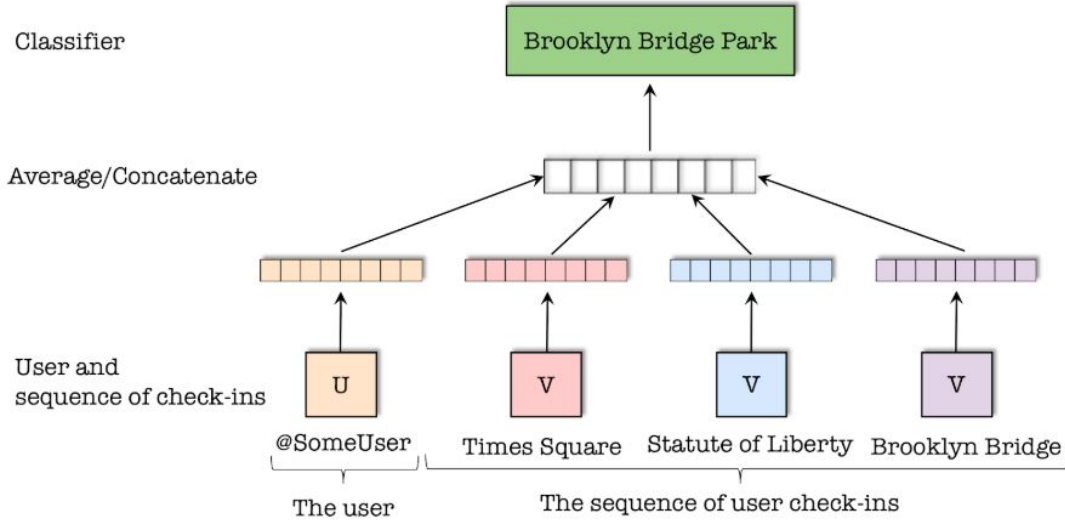 Classifier
Brooklyn Bridge Park
Average/Concatenate
User and
sequence of check-ins
U
V
V
V
@SomeUser
Times Square
Statute of Liberty
Brooklyn Bridge
The user
The sequence of user check-ins